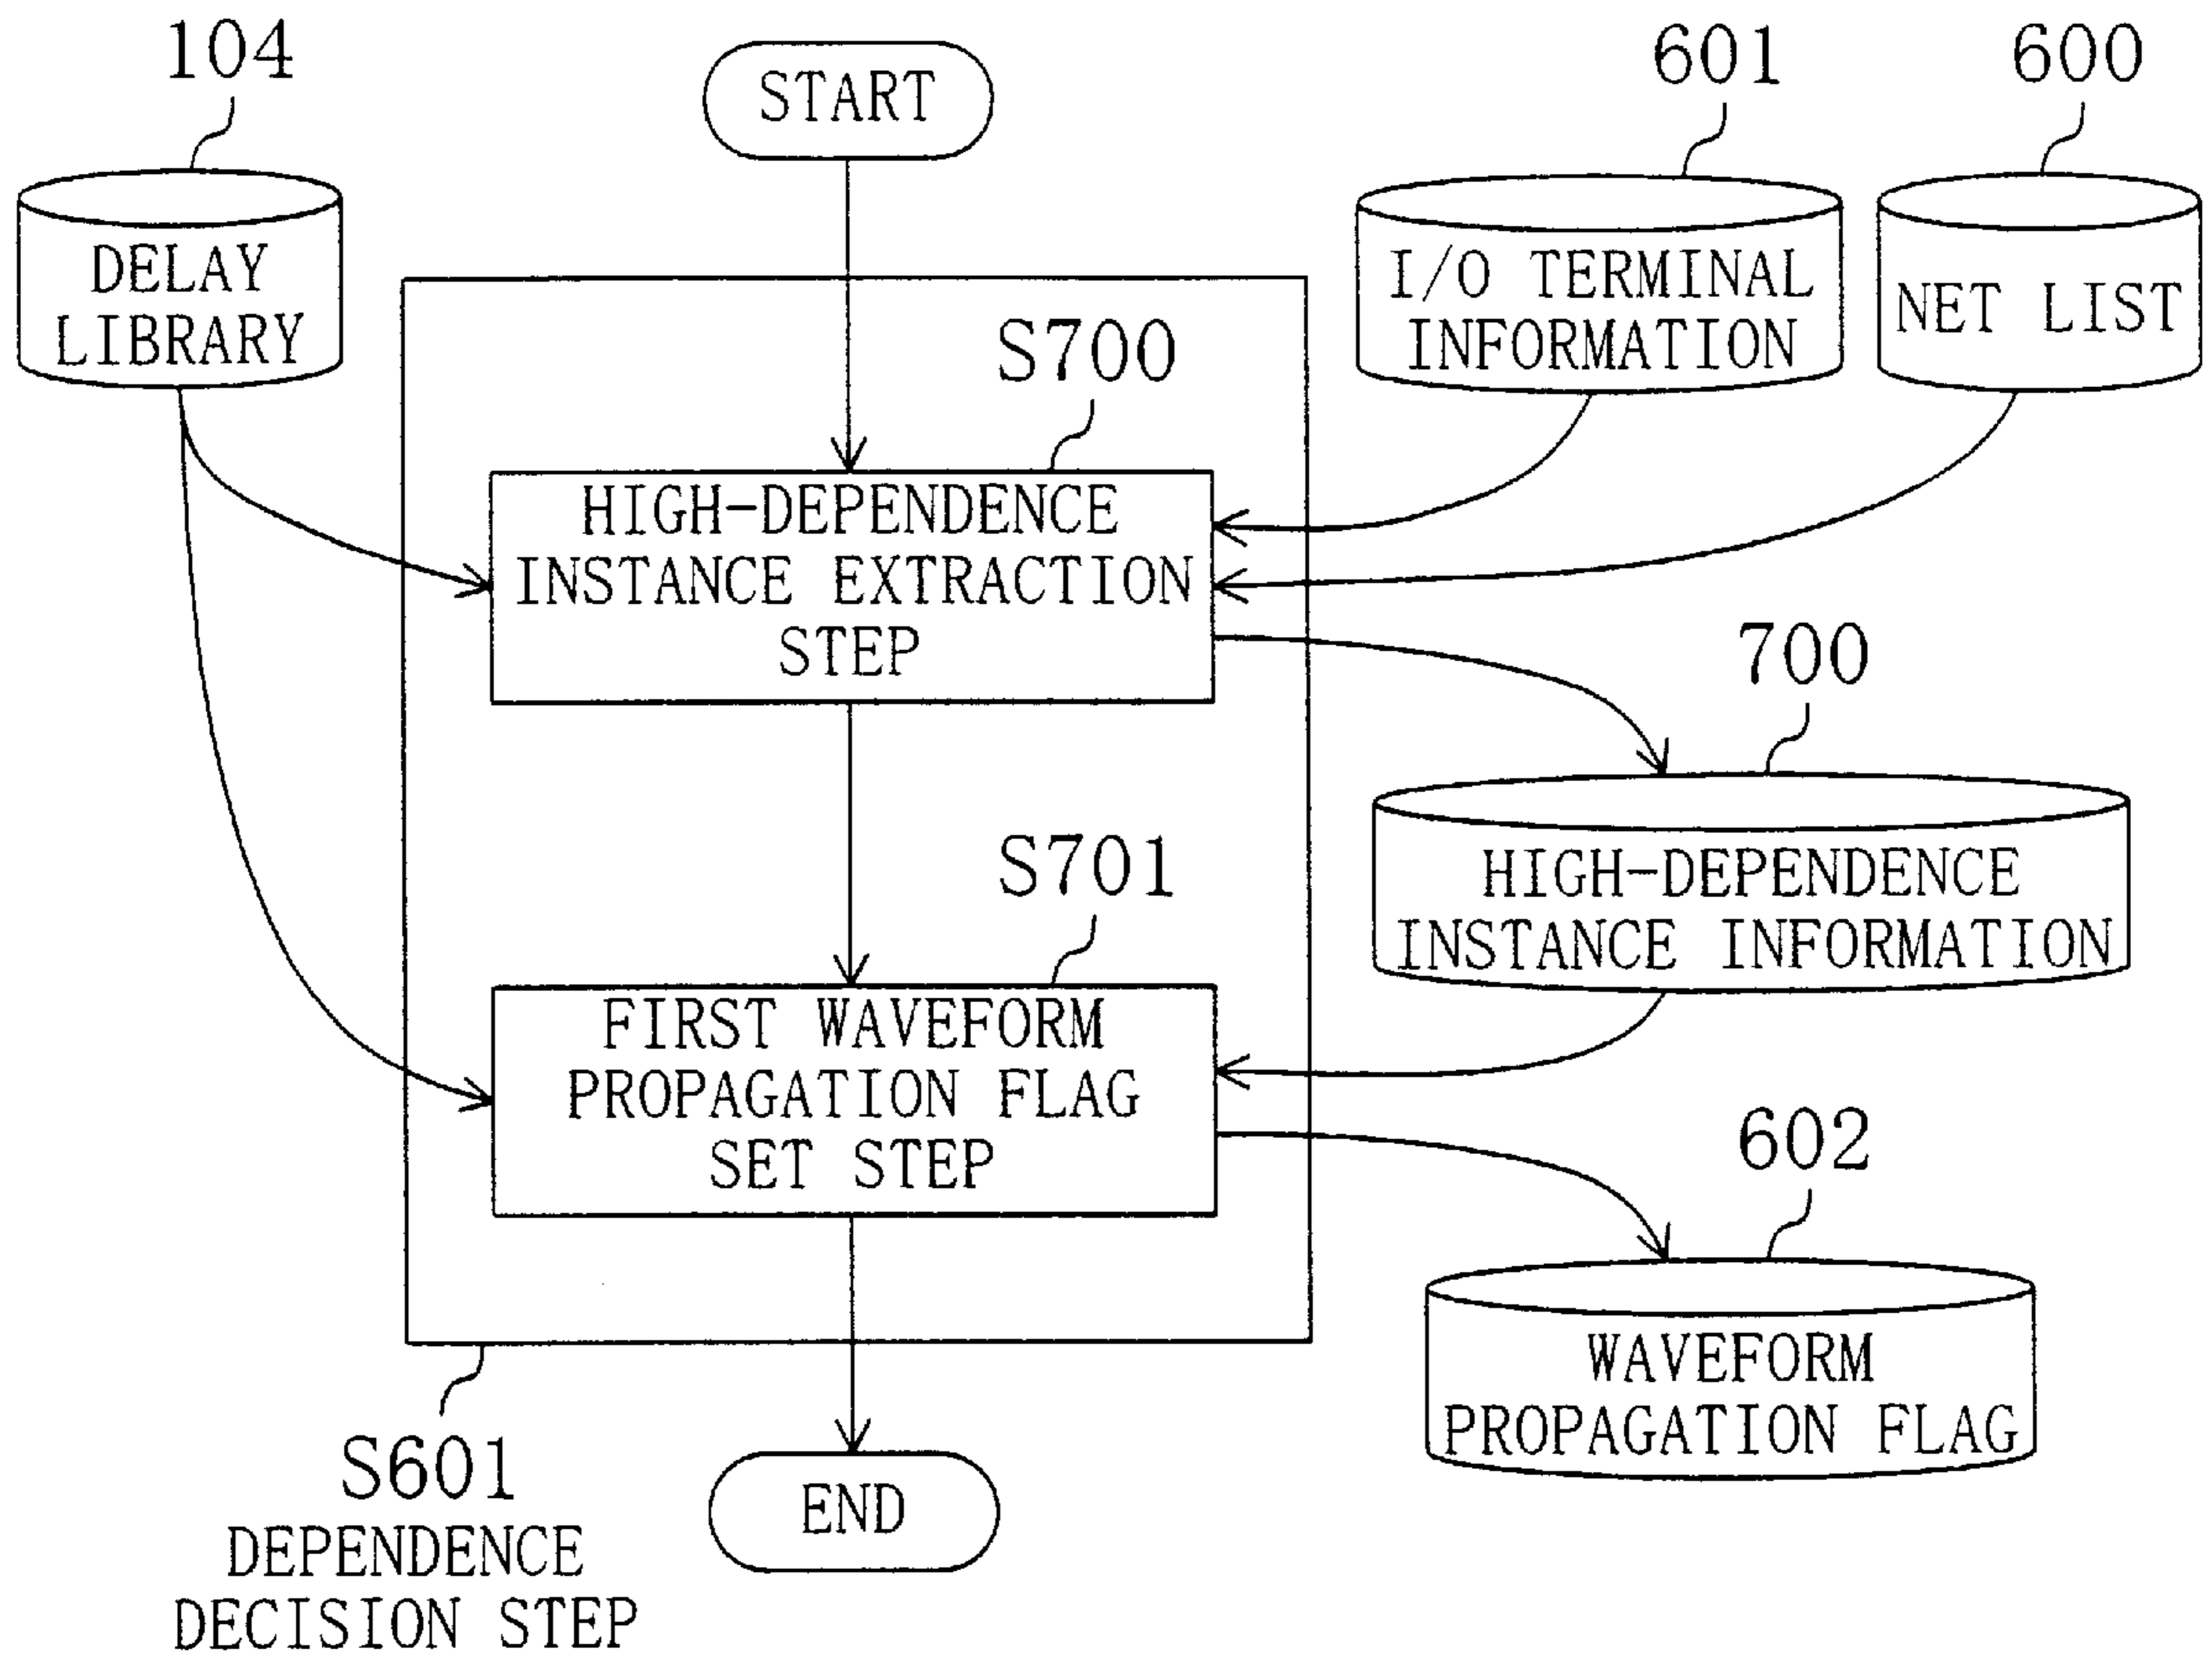 104
START
601
600
DELAY
LIBRARY
I/O TERMINAL
INFORMATION
NET LIST
S700
HIGH-DEPENDENCE
INSTANCE EXTRACTION
STEP
700
HIGH-DEPENDENCE
INSTANCE INFORMATION
S701
FIRST WAVEFORM
PROPAGATION FLAG
SET STEP
602
WAVEFORM
PROPAGATION FLAG
S601
DEPENDENCE
DECISION STEP
END